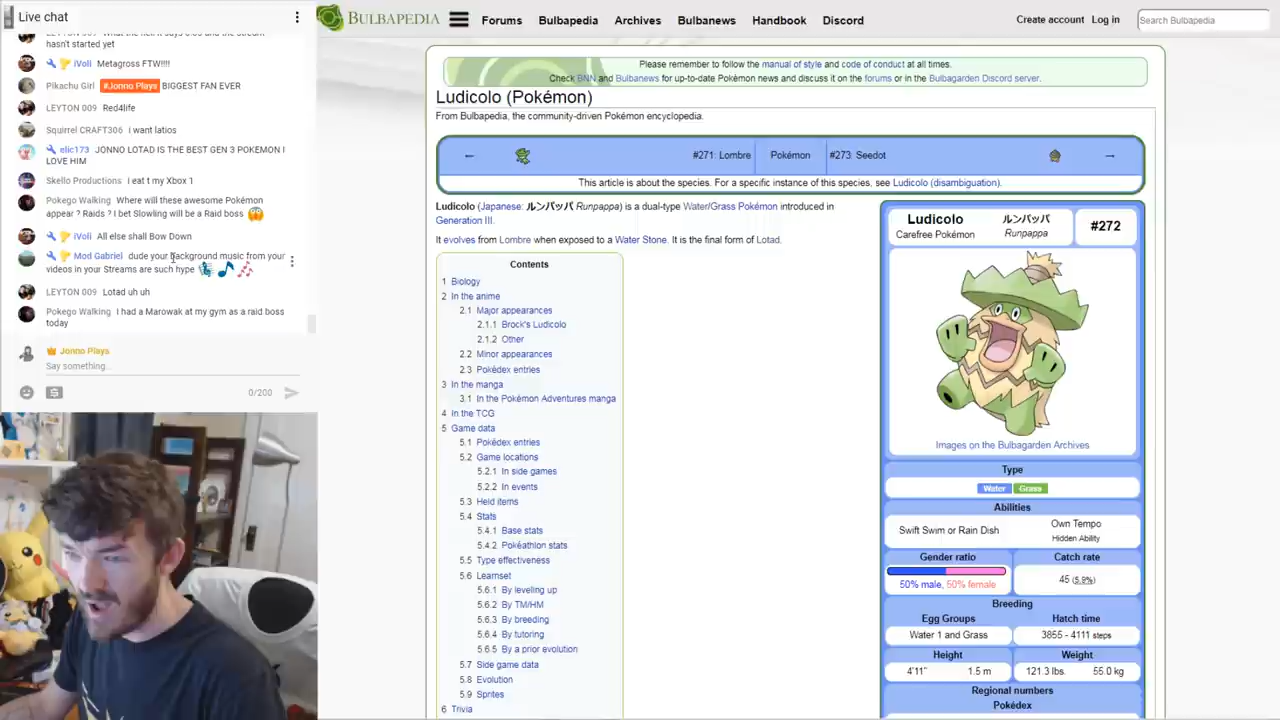 Live chat
hasn't started yet
iVoli Metagross FTW!!!!
Pikachu Girl #Jonno Plays BIGGEST FAN EVER
LEYTON 009 Red4life
Squirrel CRAFT306 i want latios
elic173 JONNO LOTAD IS THE BEST GEN 3 POKEMON I
LOVE HIM
Skello Productions i eat t my Xbox 1
Pokego Walking Where will these awesome Pokémon
appear ? Raids ? I bet Slowling will be a Raid boss
iVoli All else shall Bow Down
Mod Gabriel dude your background music from your
videos in your Streams are such hype
LEYTON 009 Lotad uh uh
Pokego Walking I had a Marowak at my gym as a raid boss
today
Jonno Plays
Say something...
0/200
BULBAPEDIA
Forums Bulbapedia Archives Bulbanews Handbook Discord
Create account Log in
Search Bulbapedia
Please remember to follow the manual of style and code of conduct at all times.
Check BNN and Bulbanews for up-to-date Pokémon news and discuss it on the forums or in the Bulbagarden Discord server.
Ludicolo (Pokémon)
From Bulbapedia, the community-driven Pokémon encyclopedia.
← #271: Lombre Pokémon #273: Seedot →
This article is about the species. For a specific instance of this species, see Ludicolo (disambiguation).
Ludicolo (Japanese: ルンパッパ Runpappa) is a dual-type Water/Grass Pokémon introduced in
Generation III.
It evolves from Lombre when exposed to a Water Stone. It is the final form of Lotad.
Contents
1 Biology
2 In the anime
2.1 Major appearances
2.1.1 Brock's Ludicolo
2.1.2 Other
2.2 Minor appearances
2.3 Pokédex entries
3 In the manga
3.1 In the Pokémon Adventures manga
4 In the TCG
5 Game data
5.1 Pokédex entries
5.2 Game locations
5.2.1 In side games
5.2.2 In events
5.3 Held items
5.4 Stats
5.4.1 Base stats
5.4.2 Pokéathlon stats
5.5 Type effectiveness
5.6 Learnset
5.6.1 By leveling up
5.6.2 By TM/HM
5.6.3 By breeding
5.6.4 By tutoring
5.6.5 By a prior evolution
5.7 Side game data
5.8 Evolution
5.9 Sprites
6 Trivia
Ludicolo
Carefree Pokémon
ルンパッパ
Runpappa
#272
Images on the Bulbagarden Archives
Type
Water Grass
Abilities
Swift Swim or Rain Dish
Own Tempo
Hidden Ability
Gender ratio
50% male, 50% female
Catch rate
45 (5.9%)
Breeding
Egg Groups
Water 1 and Grass
Hatch time
3855 - 4111 steps
Height
4'11" 1.5 m
Weight
121.3 lbs. 55.0 kg
Regional numbers
Pokédex